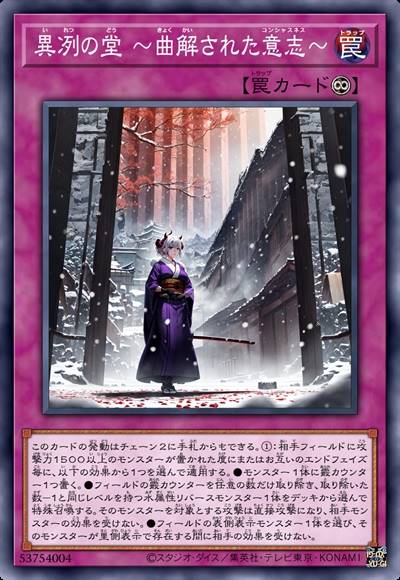 異冽の堂 ～曲解された意志～ 罠
【罠カード】
このカードの発動はチェーン2に手札からもできる。①：相手フィールドに攻
撃力1500以上のモンスターが置かれた度にまたはお互いのエンドフェイズ
毎に、以下の効果から1つを選んで適用する。●モンスター1体に霞カウンタ
ー1つ置く。●フィールドの霞カウンターを任意の数だけ取り除き、取り除いた
数-1と同じレベルを持つ水属性リバースモンスター1体をデッキから選んで
特殊召喚する。そのモンスターを対象とする攻撃は直接攻撃になり、相手モン
スターの効果を受けない。●フィールドの表側表示モンスター1体を選び、そ
のモンスターが裏側表示で存在する間に相手の効果を受けない。
53754004
©スタジオ・ダイス／集英社・テレビ東京・KONAMI